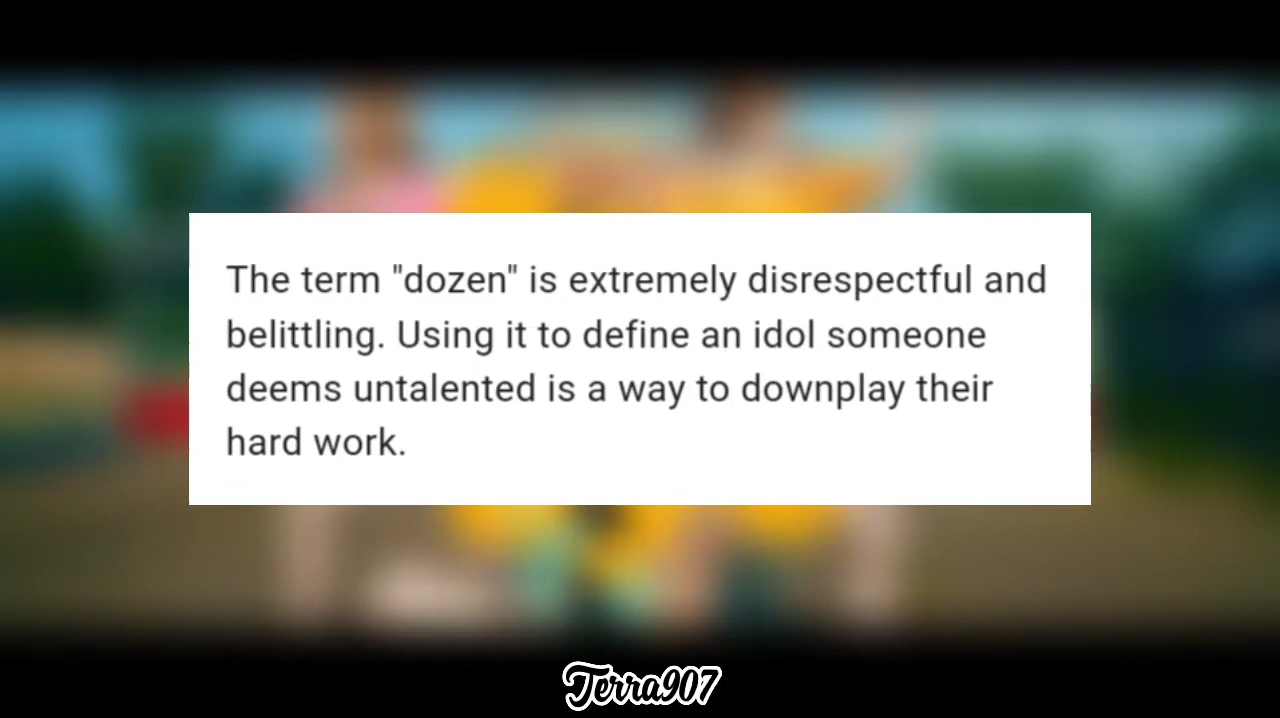 The term "dozen" is extremely disrespectful and
belittling. Using it to define an idol someone
deems untalented is a way to downplay their
hard work.
Terra907